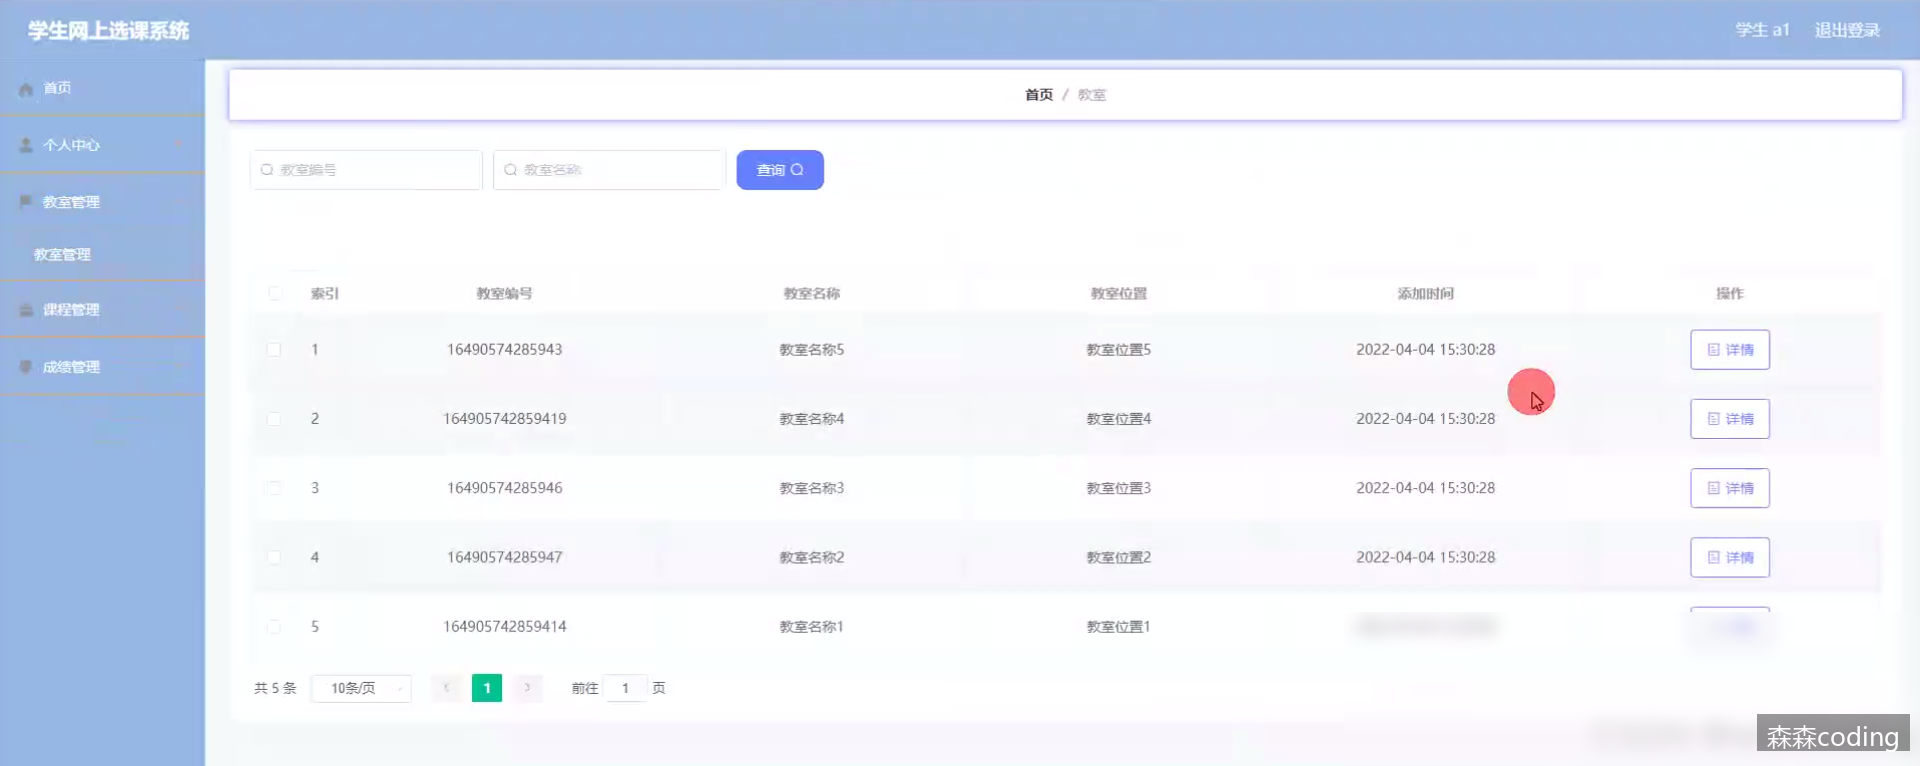 学生网上选课系统
学生 a1 退出登录
首页
个人中心
教室管理
教室管理
课程管理
成绩管理
首页 / 教室
教室编号 教室名称 查询
索引 教室编号 教室名称 教室位置 添加时间 操作
1 16490574285943 教室名称5 教室位置5 2022-04-04 15:30:28 详情
2 164905742859419 教室名称4 教室位置4 2022-04-04 15:30:28 详情
3 16490574285946 教室名称3 教室位置3 2022-04-04 15:30:28 详情
4 16490574285947 教室名称2 教室位置2 2022-04-04 15:30:28 详情
5 164905742859414 教室名称1 教室位置1
共 5 条 10条/页 1 前往 1 页
森森coding